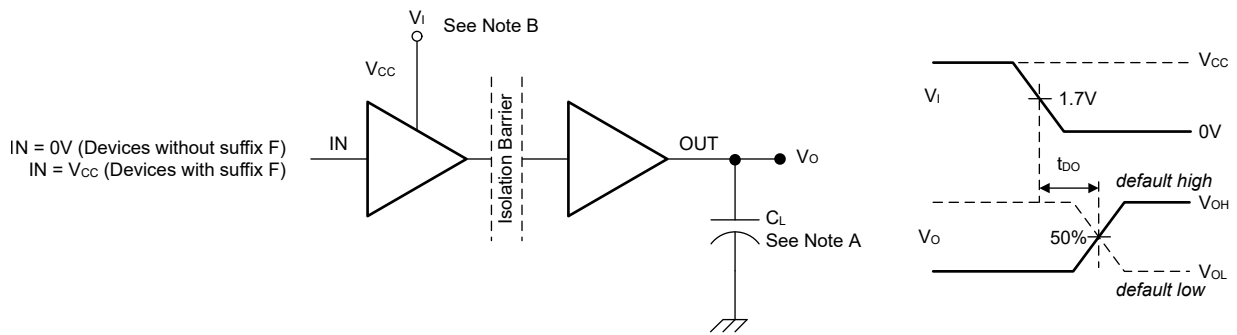 VI
See Note B
VCC
IN = 0V (Devices without suffix F)
IN = VCC (Devices with suffix F)
IN
Isolation Barrier
OUT
VO
CL
See Note A
VCC
VI
1.7V
0V
tDO
default high
VOH
VO
50%
VOL
default low